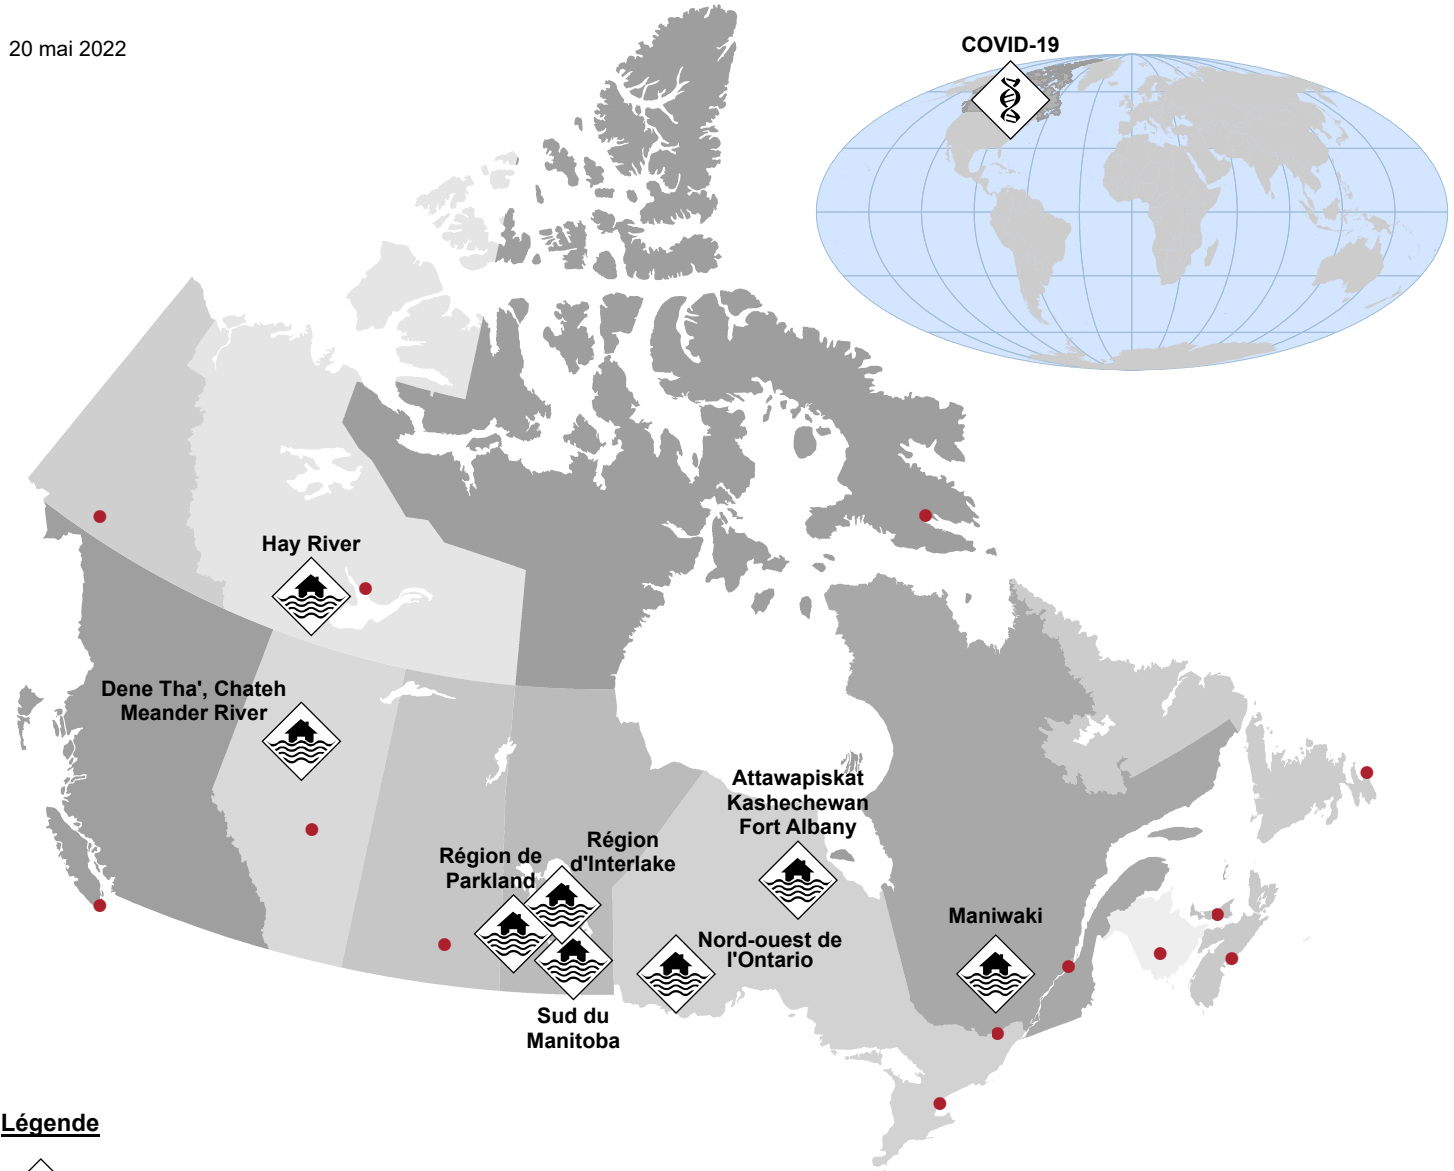 20 mai 2022
COVID-19
Hay River
Dene Tha', Chateh
Meander River
Attawapiskat
Kashechewan
Fort Albany
Région
d'Interlake
Région de
Parkland
Maniwaki
Nord-ouest de
l'Ontario
Sud du
Manitoba
Légende